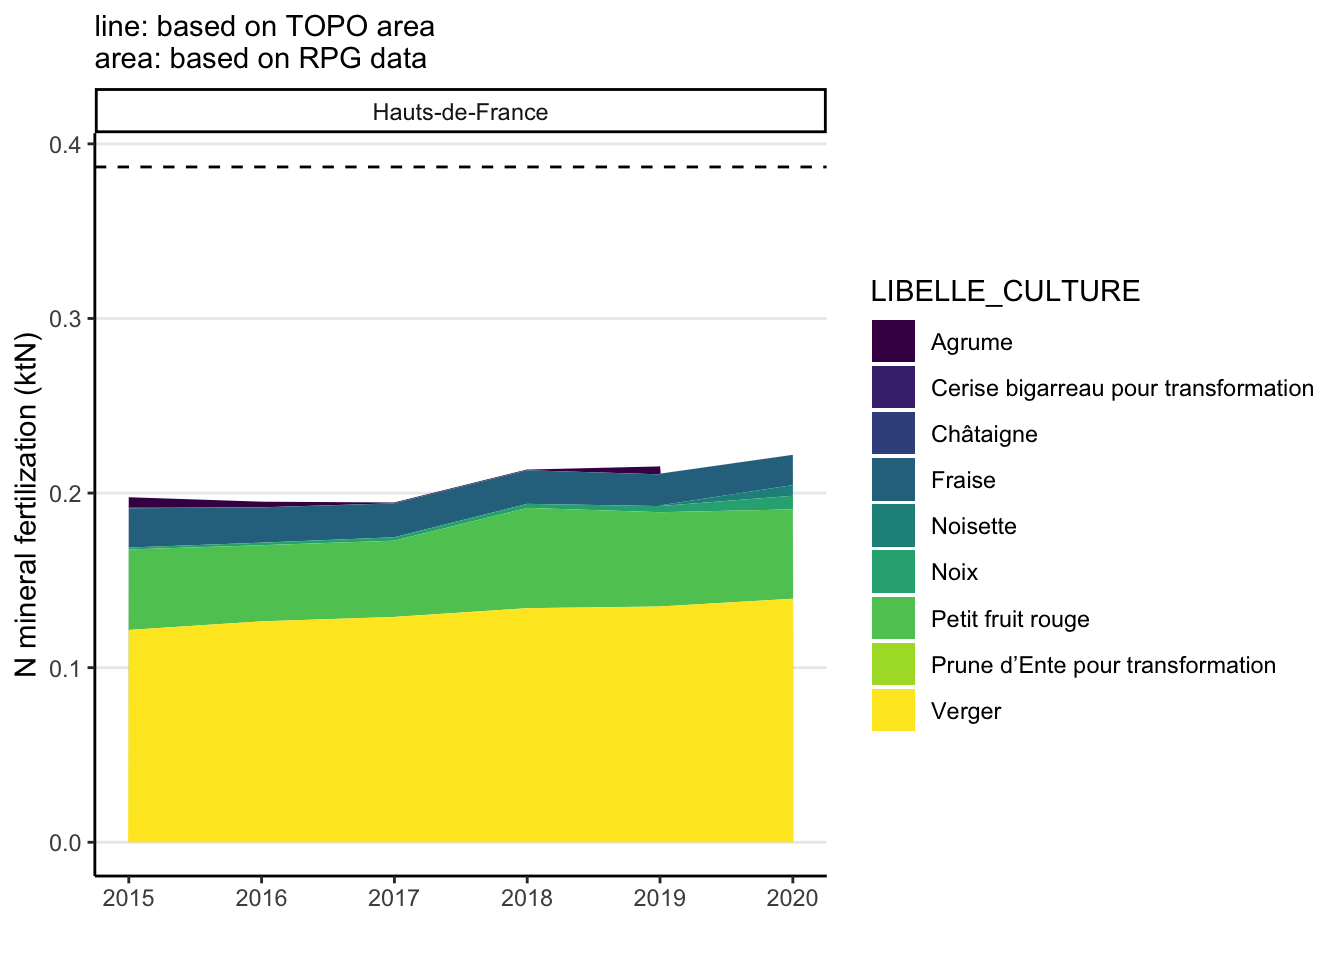 line: based on TOPO area
area: based on RPG data
Hauts-de-France
0.4
0.3
0.2
0.1
0.0
N mineral fertilization (ktN)
2015 2016 2017 2018 2019 2020
LIBELLE_CULTURE
Agrume
Cerise bigarreau pour transformation
Châtaigne
Fraise
Noisette
Noix
Petit fruit rouge
Prune d’Ente pour transformation
Verger